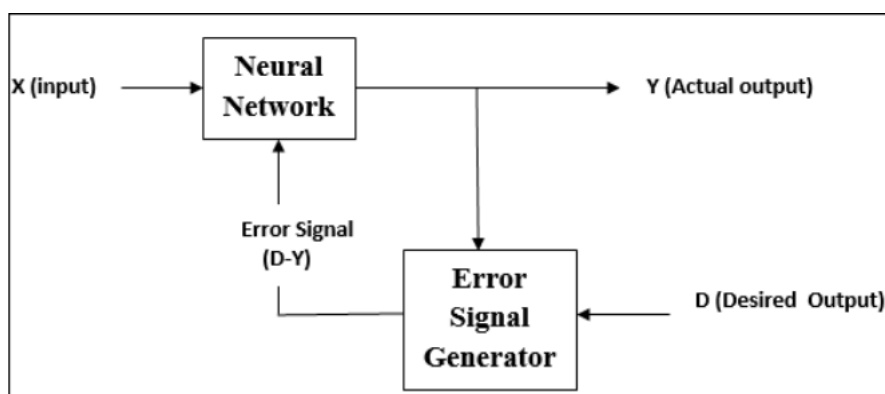 X (input)
Neural
Network
Y (Actual output)
Error Signal
(D-Y)
Error
Signal
Generator
D (Desired Output)